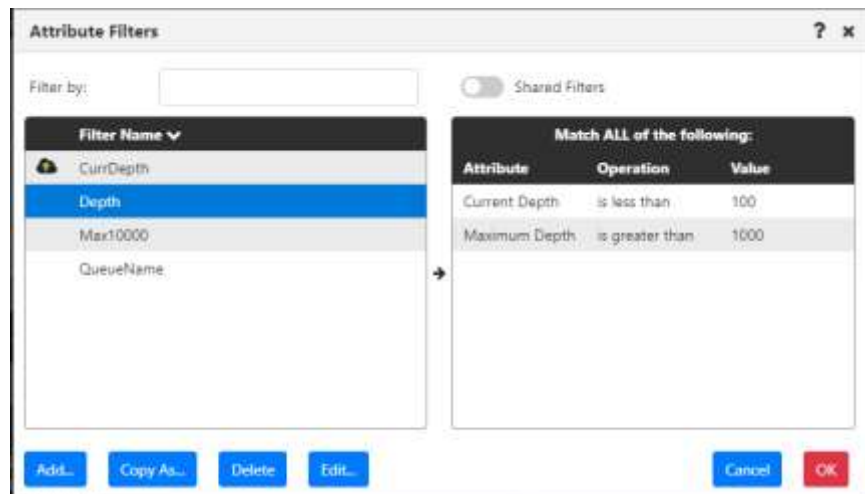 Attribute Filters ? ×
Filter by: Shared Filters
Filter Name
CurrDepth
Depth
Max10000
QueueName
Match ALL of the following:
Attribute Operation Value
Current Depth is less than 100
Maximum Depth is greater than 1000
Add... Copy As... Delete Edit... Cancel OK